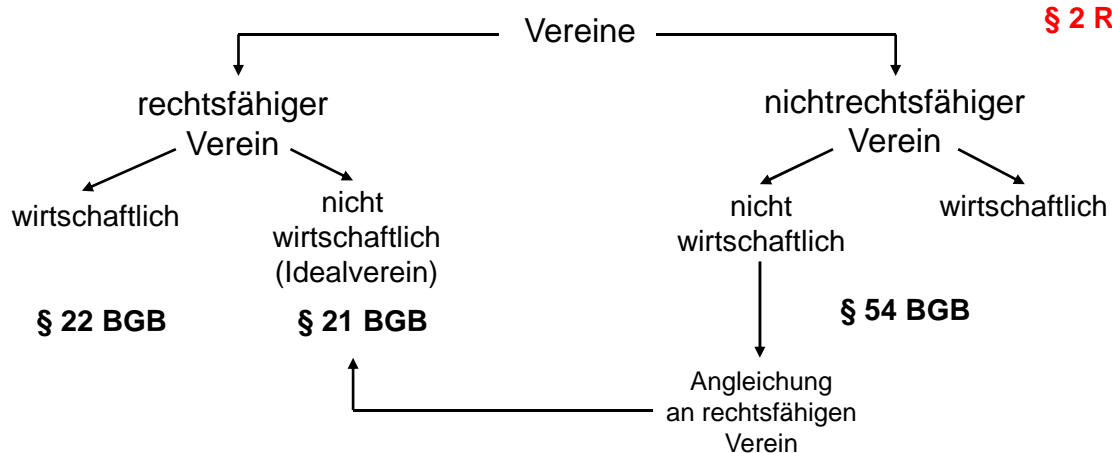 § 2 R
Vereine
rechtsfähiger
Verein
nichtrechtsfähiger
Verein
wirtschaftlich
nicht
wirtschaftlich
(Idealverein)
nicht
wirtschaftlich
wirtschaftlich
§ 22 BGB
§ 21 BGB
§ 54 BGB
Angleichung
an rechtsfähigen
Verein